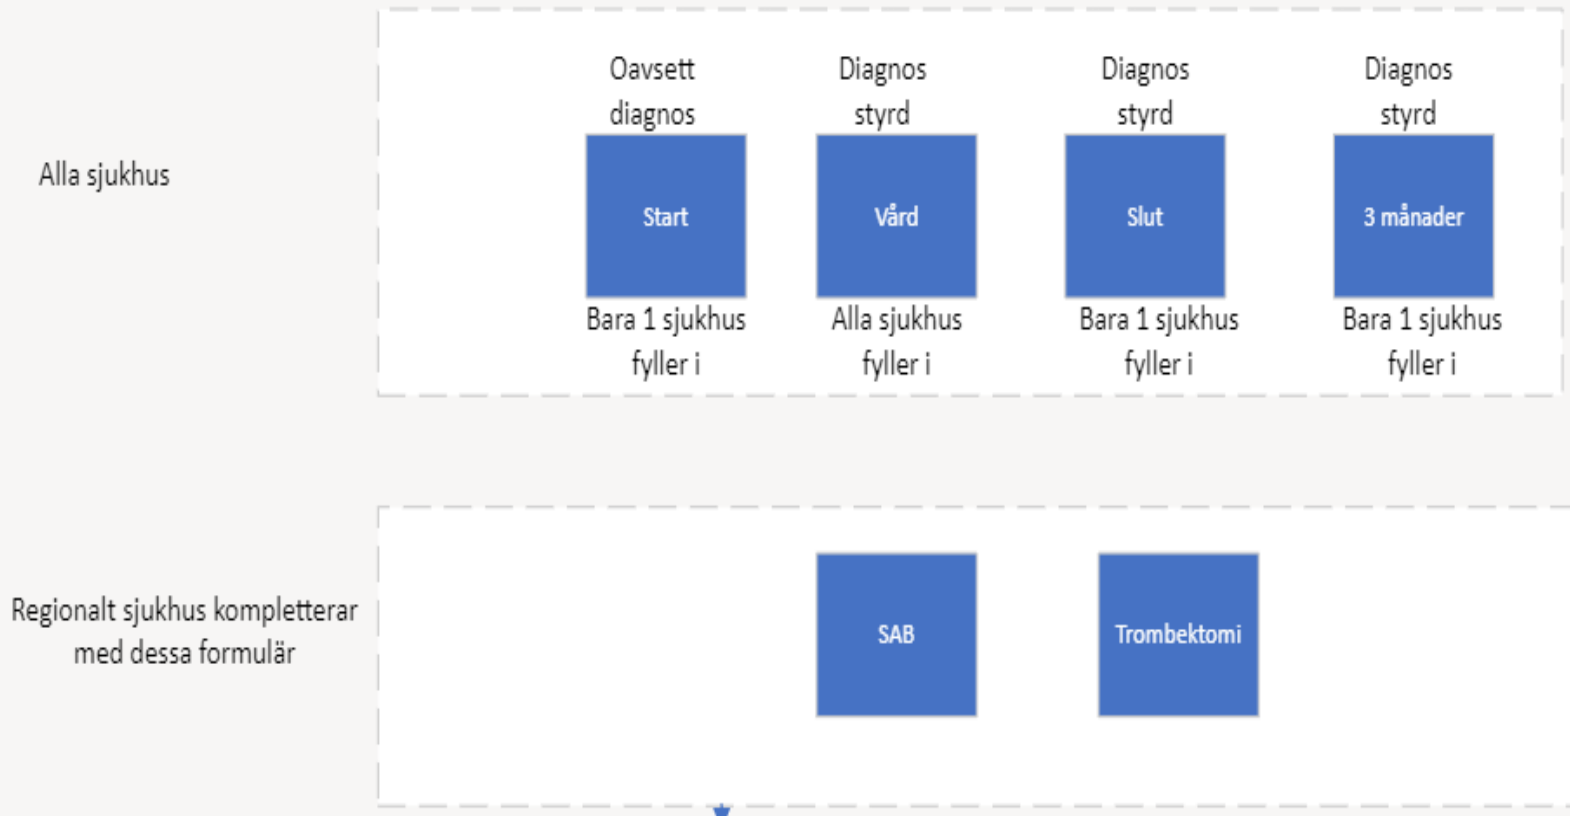 Alla sjukhus
Oavsett
diagnos
Start
Bara 1 sjukhus
fyller i
Diagnos
styrd
Vård
Alla sjukhus
fyller i
Diagnos
styrd
Slut
Bara 1 sjukhus
fyller i
Diagnos
styrd
3 månader
Bara 1 sjukhus
fyller i
Regionalt sjukhus kompletterar
med dessa formulär
SAB
Trombektomi